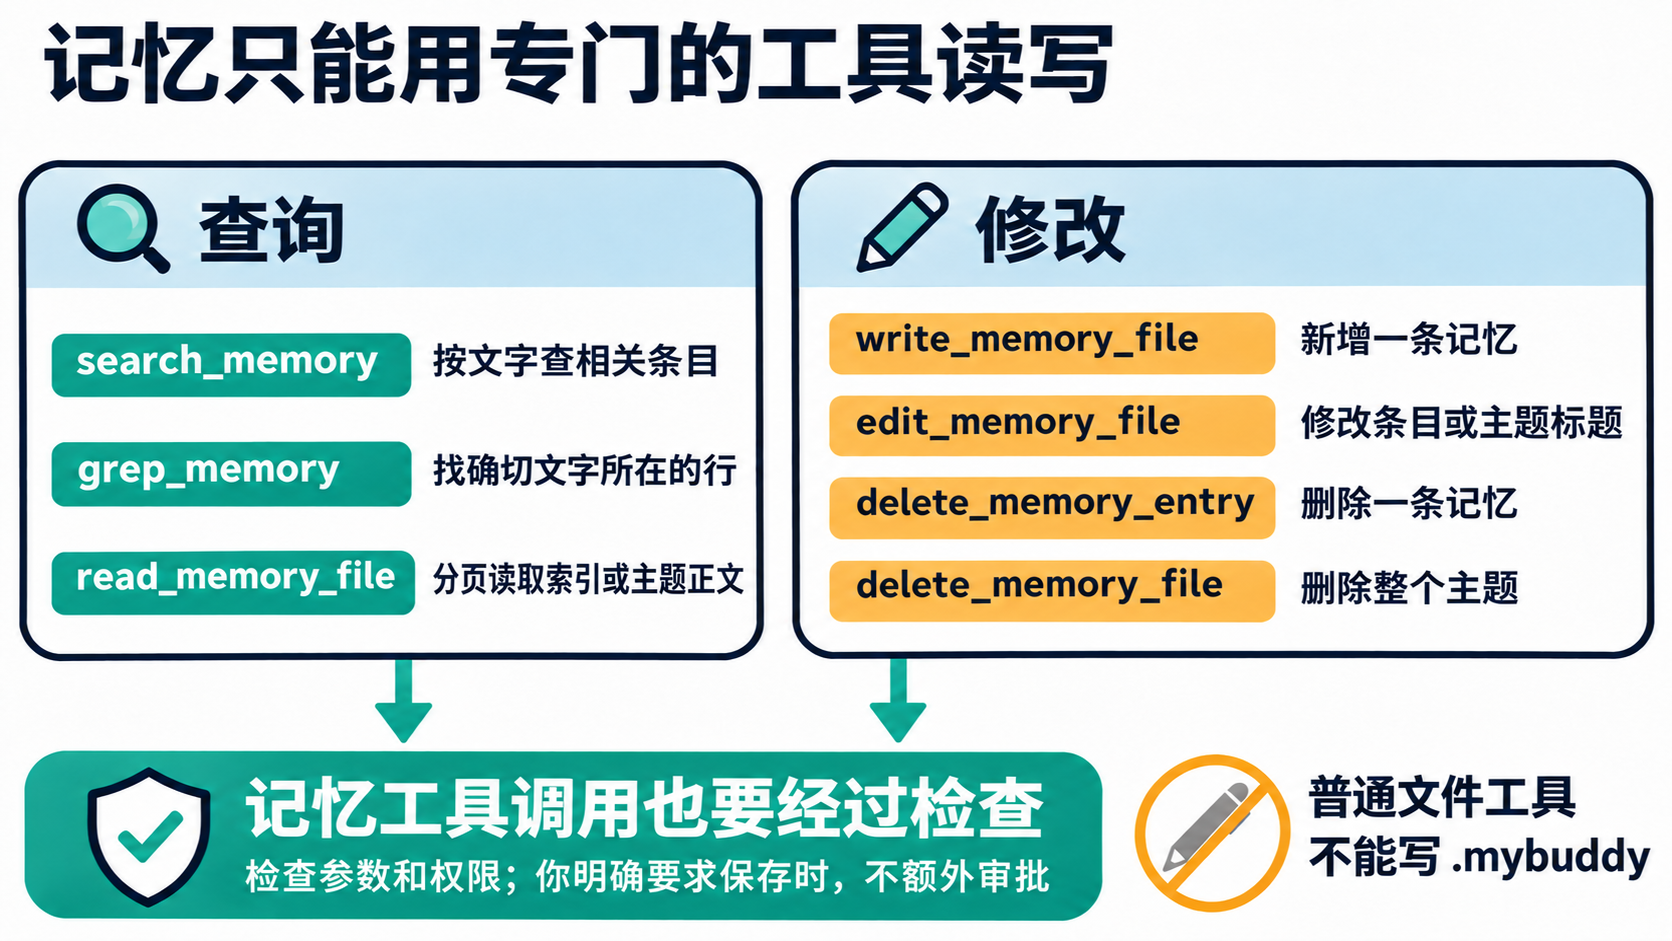 记忆只能用专门的工具读写
查询
search_memory 按文字查相关条目
grep_memory 找确切文字所在的行
read_memory_file 分页读取索引或主题正文
修改
write_memory_file 新增一条记忆
edit_memory_file 修改条目或主题标题
delete_memory_entry 删除一条记忆
delete_memory_file 删除整个主题
记忆工具调用也要经过检查
检查参数和权限；你明确要求保存时，不额外审批
普通文件工具
不能写 .mybuddy